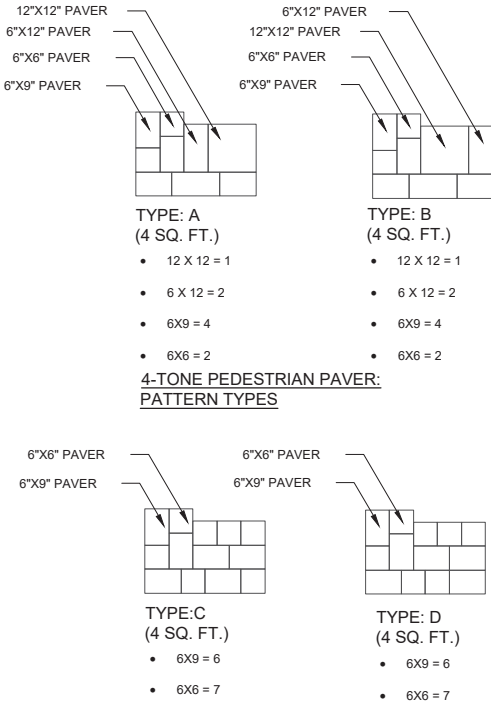 12"X12" PAVER
6"X12" PAVER
6"X6" PAVER
6"X9" PAVER
TYPE: A
(4 SQ. FT.)
• 12 X 12 = 1
• 6 X 12 = 2
• 6X9 = 4
• 6X6 = 2
6"X12" PAVER
12"X12" PAVER
6"X6" PAVER
6"X9" PAVER
TYPE: B
(4 SQ. FT.)
• 12 X 12 = 1
• 6 X 12 = 2
• 6X9 = 4
• 6X6 = 2
4-TONE PEDESTRIAN PAVER:
PATTERN TYPES
6"X6" PAVER
6"X9" PAVER
TYPE:C
(4 SQ. FT.)
• 6X9 = 6
• 6X6 = 7
6"X6" PAVER
6"X9" PAVER
TYPE: D
(4 SQ. FT.)
• 6X9 = 6
• 6X6 = 7